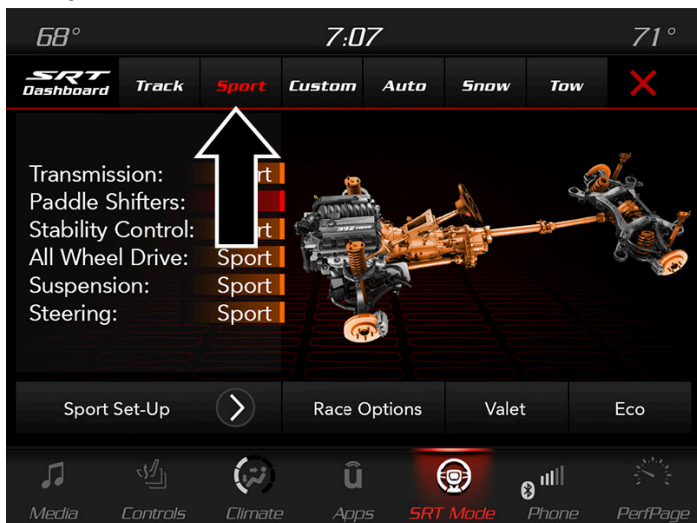 68°
7:07
71°
SRT
Dashboard
Track
Sport
Custom
Auto
Snow
Tow
Transmission:
Paddle Shifters:
Stability Control:
All Wheel Drive: Sport
Suspension: Sport
Steering: Sport
392 HEMI
Sport Set-Up
Race Options
Valet
Eco
Media
Controls
Climate
Apps
SRT Mode
Phone
PerfPage